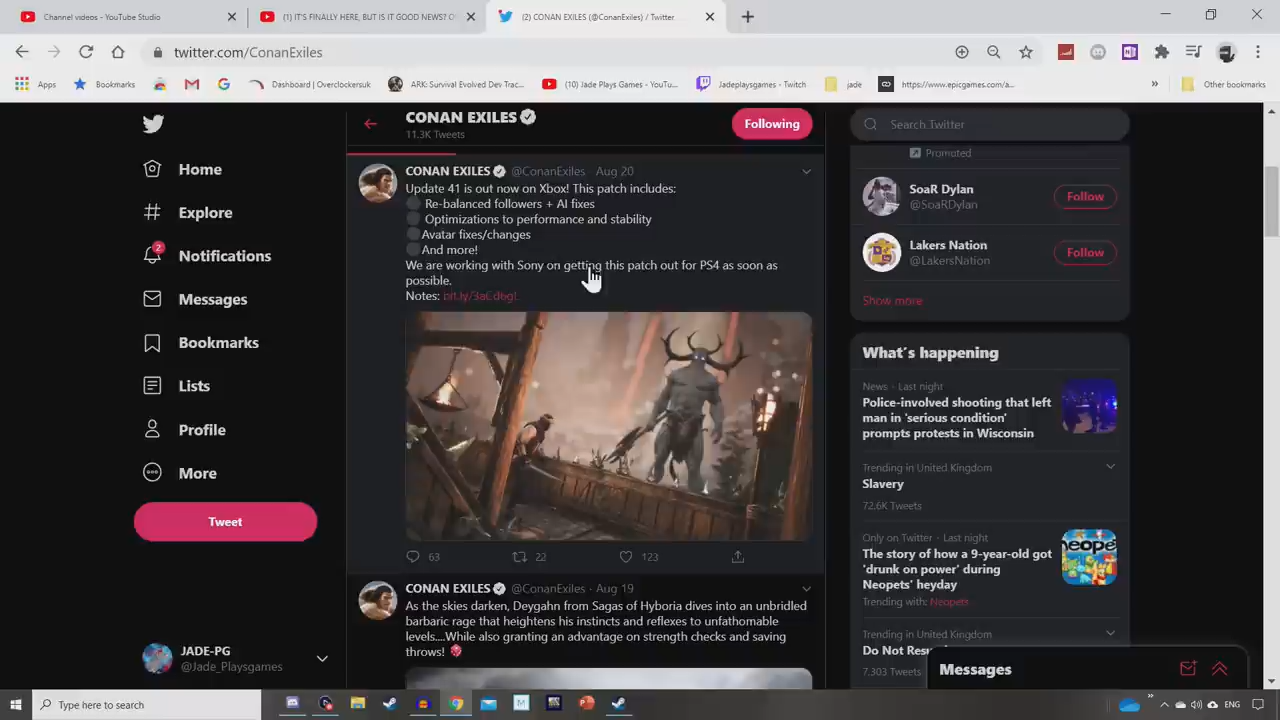 Channel videos - YouTube Studio
(1) IT'S FINALLY HERE, BUT IS IT GOOD NEWS?
(2) CONAN EXILES (@ConanExiles) / Twitter
twitter.com/ConanExiles
Apps
Bookmarks
Dashboard | Overclockersuk
ARK: Survival Evolved Dev Trac...
(10) Jade Plays Games - YouTu...
Jadeplaysgames - Twitch
jade
https://www.epicgames.com/a...
»
Other bookmarks
Home
Explore
2
Notifications
Messages
Bookmarks
Lists
Profile
More
Tweet
JADE-PG
@Jade_Playsgames
CONAN EXILES
11.3K Tweets
Following
CONAN EXILES @ConanExiles · Aug 20
Update 41 is out now on Xbox! This patch includes:
Re-balanced followers + AI fixes
Optimizations to performance and stability
Avatar fixes/changes
And more!
We are working with Sony on getting this patch out for PS4 as soon as
possible.
Notes:
63
22
123
CONAN EXILES @ConanExiles · Aug 19
As the skies darken, Deygahn from Sagas of Hyboria dives into an unbridled
barbaric rage that heightens his instincts and reflexes to unfathomable
levels....While also granting an advantage on strength checks and saving
throws!
Search Twitter
Promoted
SoaR Dylan
@SoaRDylan
Follow
Lakers Nation
@LakersNation
Follow
Show more
What's happening
News · Last night
Police-involved shooting that left
man in 'serious condition'
prompts protests in Wisconsin
Trending in United Kingdom
Slavery
72.6K Tweets
Only on Twitter · Last night
The story of how a 9-year-old got
'drunk on power' during
Neopets' heyday
Trending with: Neopets
Trending in United Kingdom
Do Not
7,303 Tweets
Messages
Type here to search
ENG